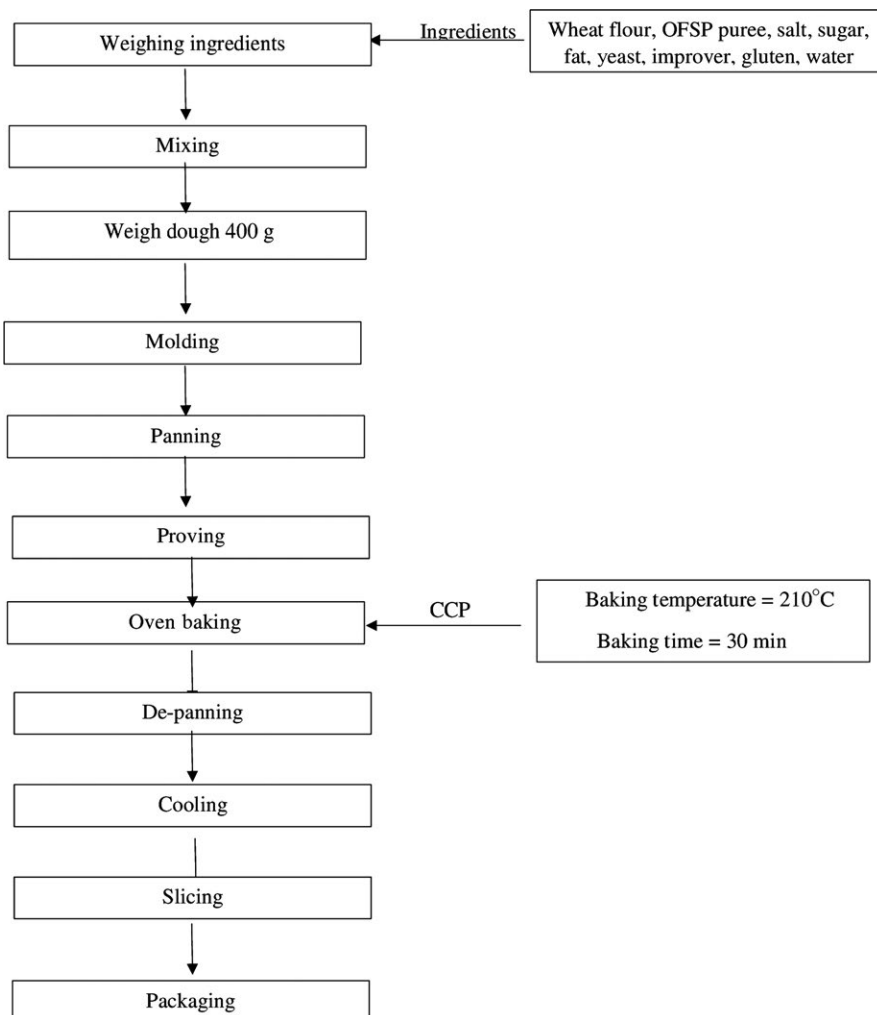 Weighing ingredients
Ingredients
Wheat flour, OFSP puree, salt, sugar,
fat, yeast, improver, gluten, water
Mixing
Weigh dough 400 g
Molding
Panning
Proving
Oven baking
CCP
Baking temperature = 210°C
Baking time = 30 min
De-panning
Cooling
Slicing
Packaging